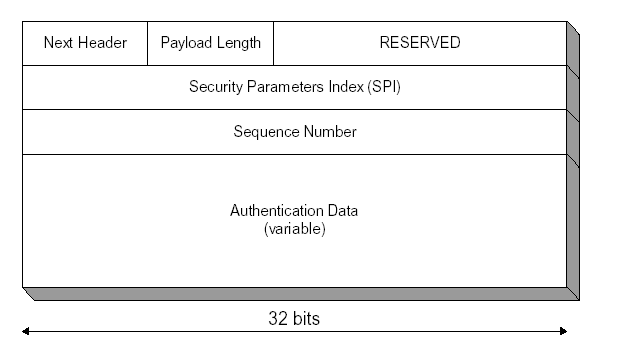 Next Header Payload Length RESERVED
Security Parameters Index (SPI)
Sequence Number
Authentication Data
(variable)
32 bits